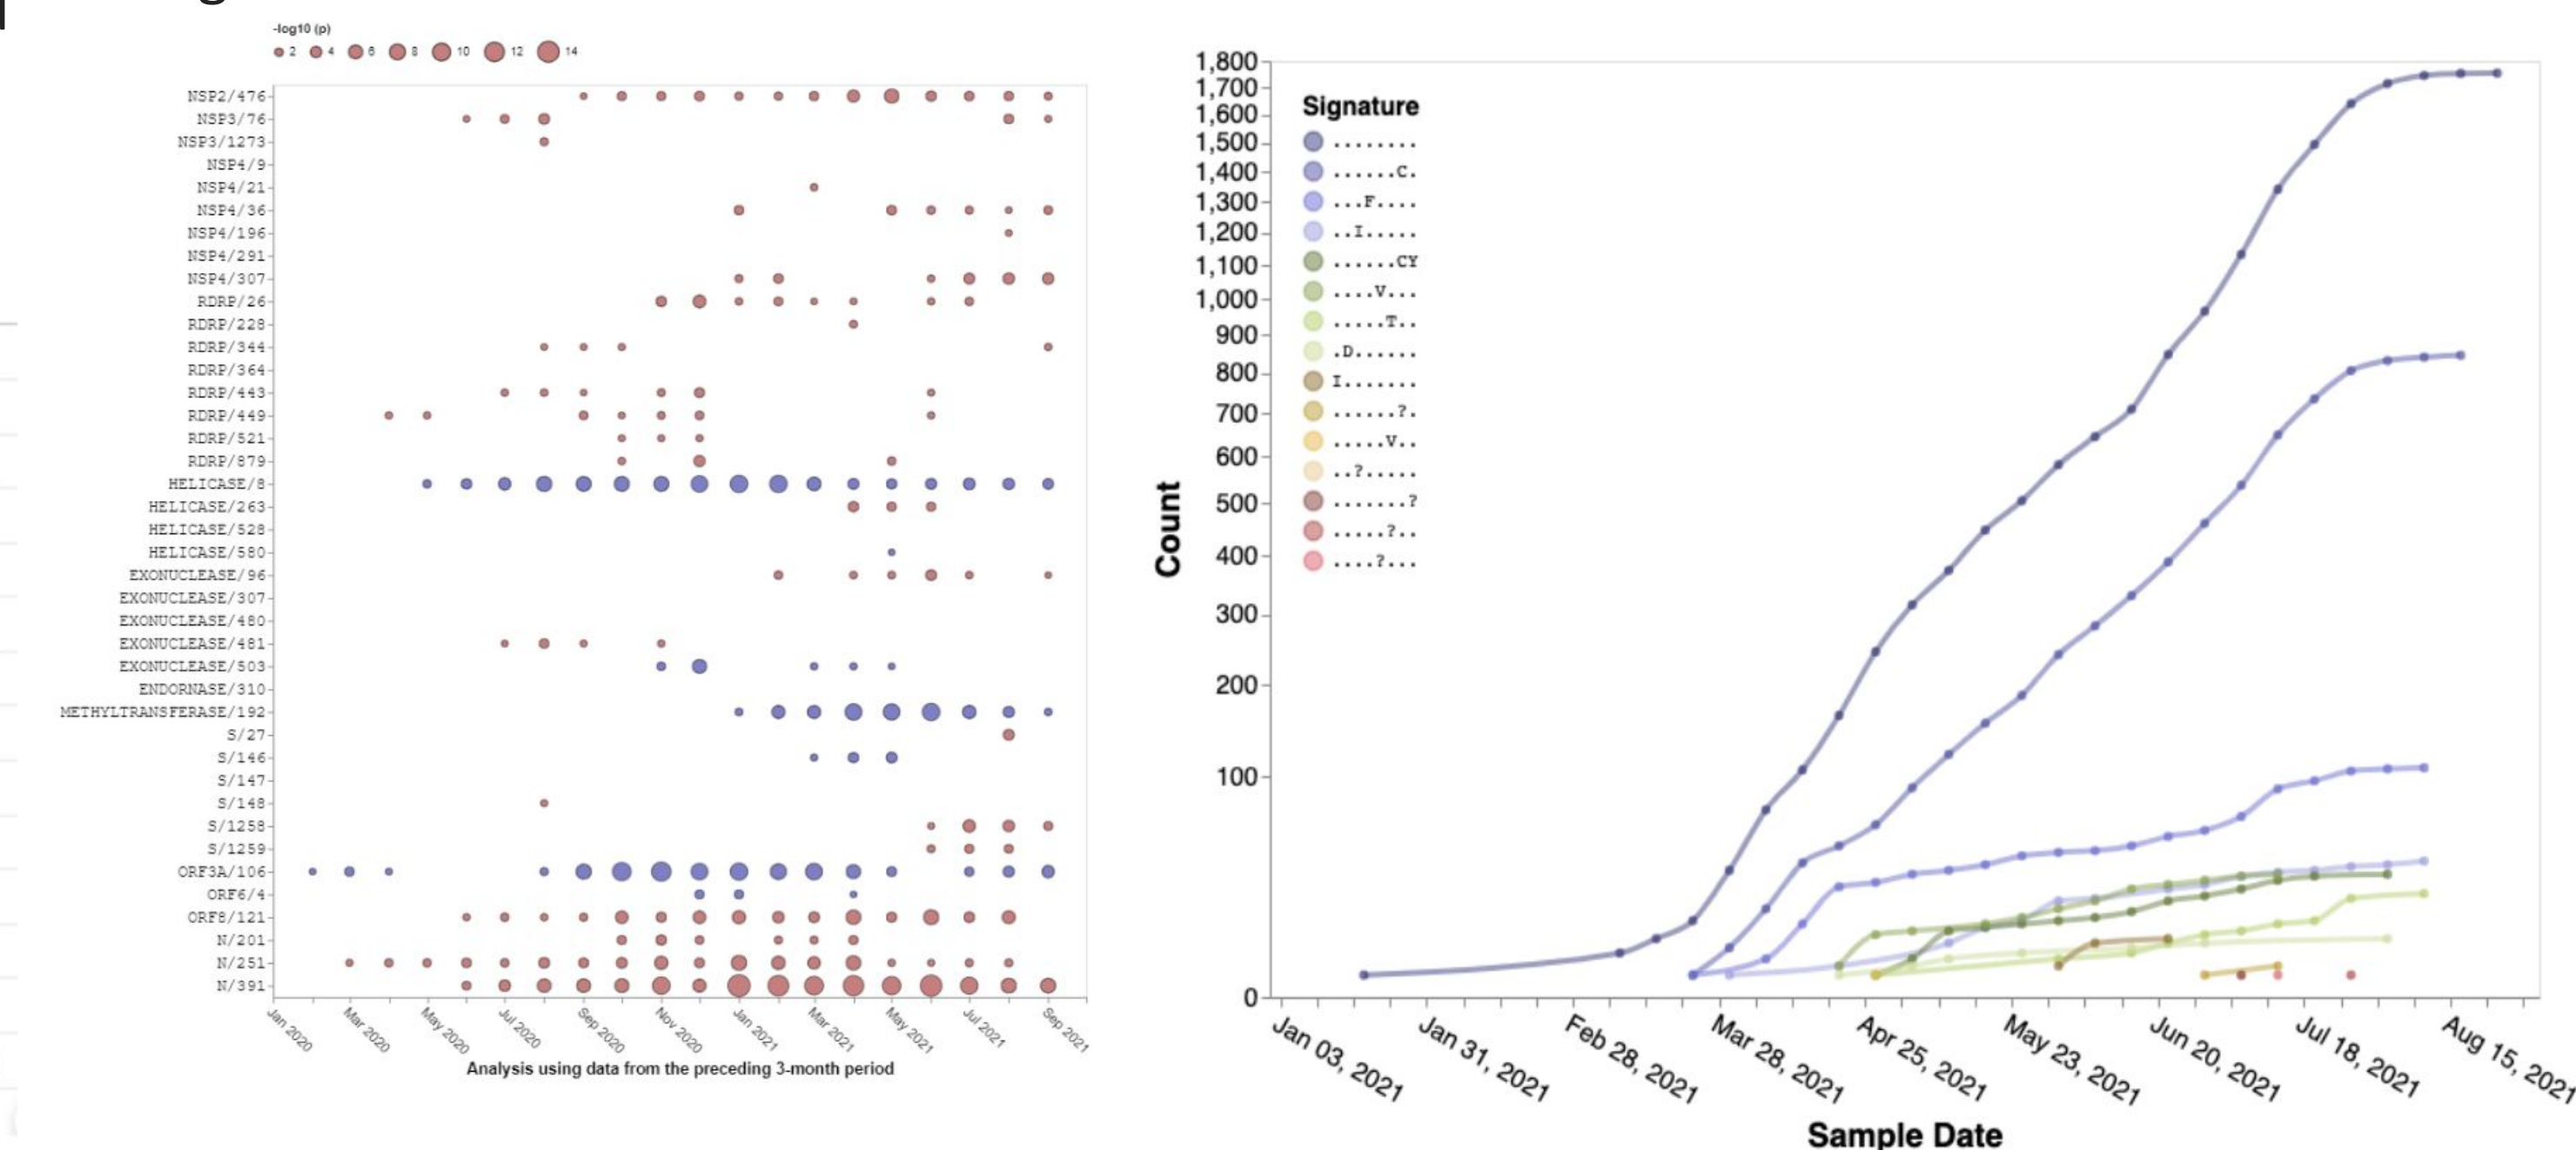 -log10 (p)
2 4 6 8 10 12 14
NSP2/476
NSP3/76
NSP3/1273
NSP4/9
NSP4/21
NSP4/36
NSP4/196
NSP4/291
NSP4/307
RDRP/26
RDRP/228
RDRP/344
RDRP/364
RDRP/443
RDRP/449
RDRP/521
RDRP/879
HELICASE/8
HELICASE/263
HELICASE/528
HELICASE/580
EXONUCLEASE/96
EXONUCLEASE/307
EXONUCLEASE/480
EXONUCLEASE/481
EXONUCLEASE/503
ENDORNASE/310
METHYLTRANSFERASE/192
S/27
S/146
S/147
S/148
S/1258
S/1259
ORF3A/106
ORF6/4
ORF8/121
N/201
N/251
N/391
Jan 2020 Mar 2020 May 2020 Jul 2020 Sep 2020 Nov 2020 Jan 2021 Mar 2021 May 2021 Jul 2021 Sep 2021
Analysis using data from the preceding 3-month period
1,800
1,700
1,600
1,500
1,400
1,300
1,200
1,100
1,000
900
800
700
600
500
400
300
200
100
0
Count
Signature
........
......C.
...F....
..I.....
......CY
....V...
.....T..
.D......
I.......
......?.
.....V..
..?.....
.......?
.....?..
....?...
Jan 03, 2021 Jan 31, 2021 Feb 28, 2021 Mar 28, 2021 Apr 25, 2021 May 23, 2021 Jun 20, 2021 Jul 18, 2021 Aug 15, 2021
Sample Date